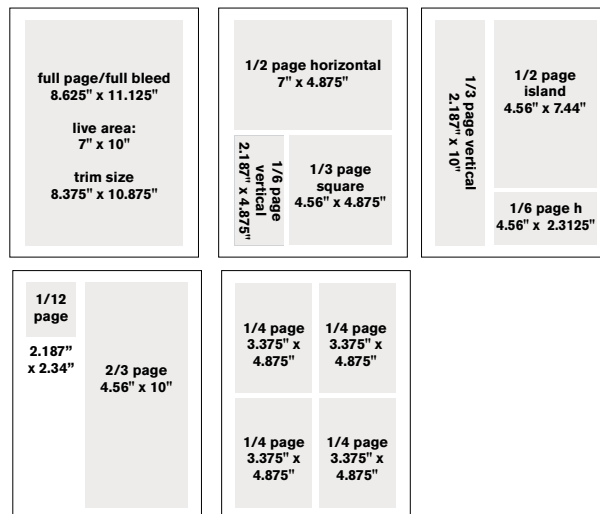 full page/full bleed
8.625" x 11.125"
live area:
7" x 10"
trim size
8.375" x 10.875"
1/2 page horizontal
7" x 4.875"
1/6 page
vertical
2.187" x 4.875"
1/3 page
square
4.56" x 4.875"
1/3 page vertical
2.187" x 10"
1/2 page
island
4.56" x 7.44"
1/6 page h
4.56" x 2.3125"
1/12
page
2.187”
x 2.34”
2/3 page
4.56" x 10"
1/4 page
3.375" x
4.875"
1/4 page
3.375" x
4.875"
1/4 page
3.375" x
4.875"
1/4 page
3.375" x
4.875"